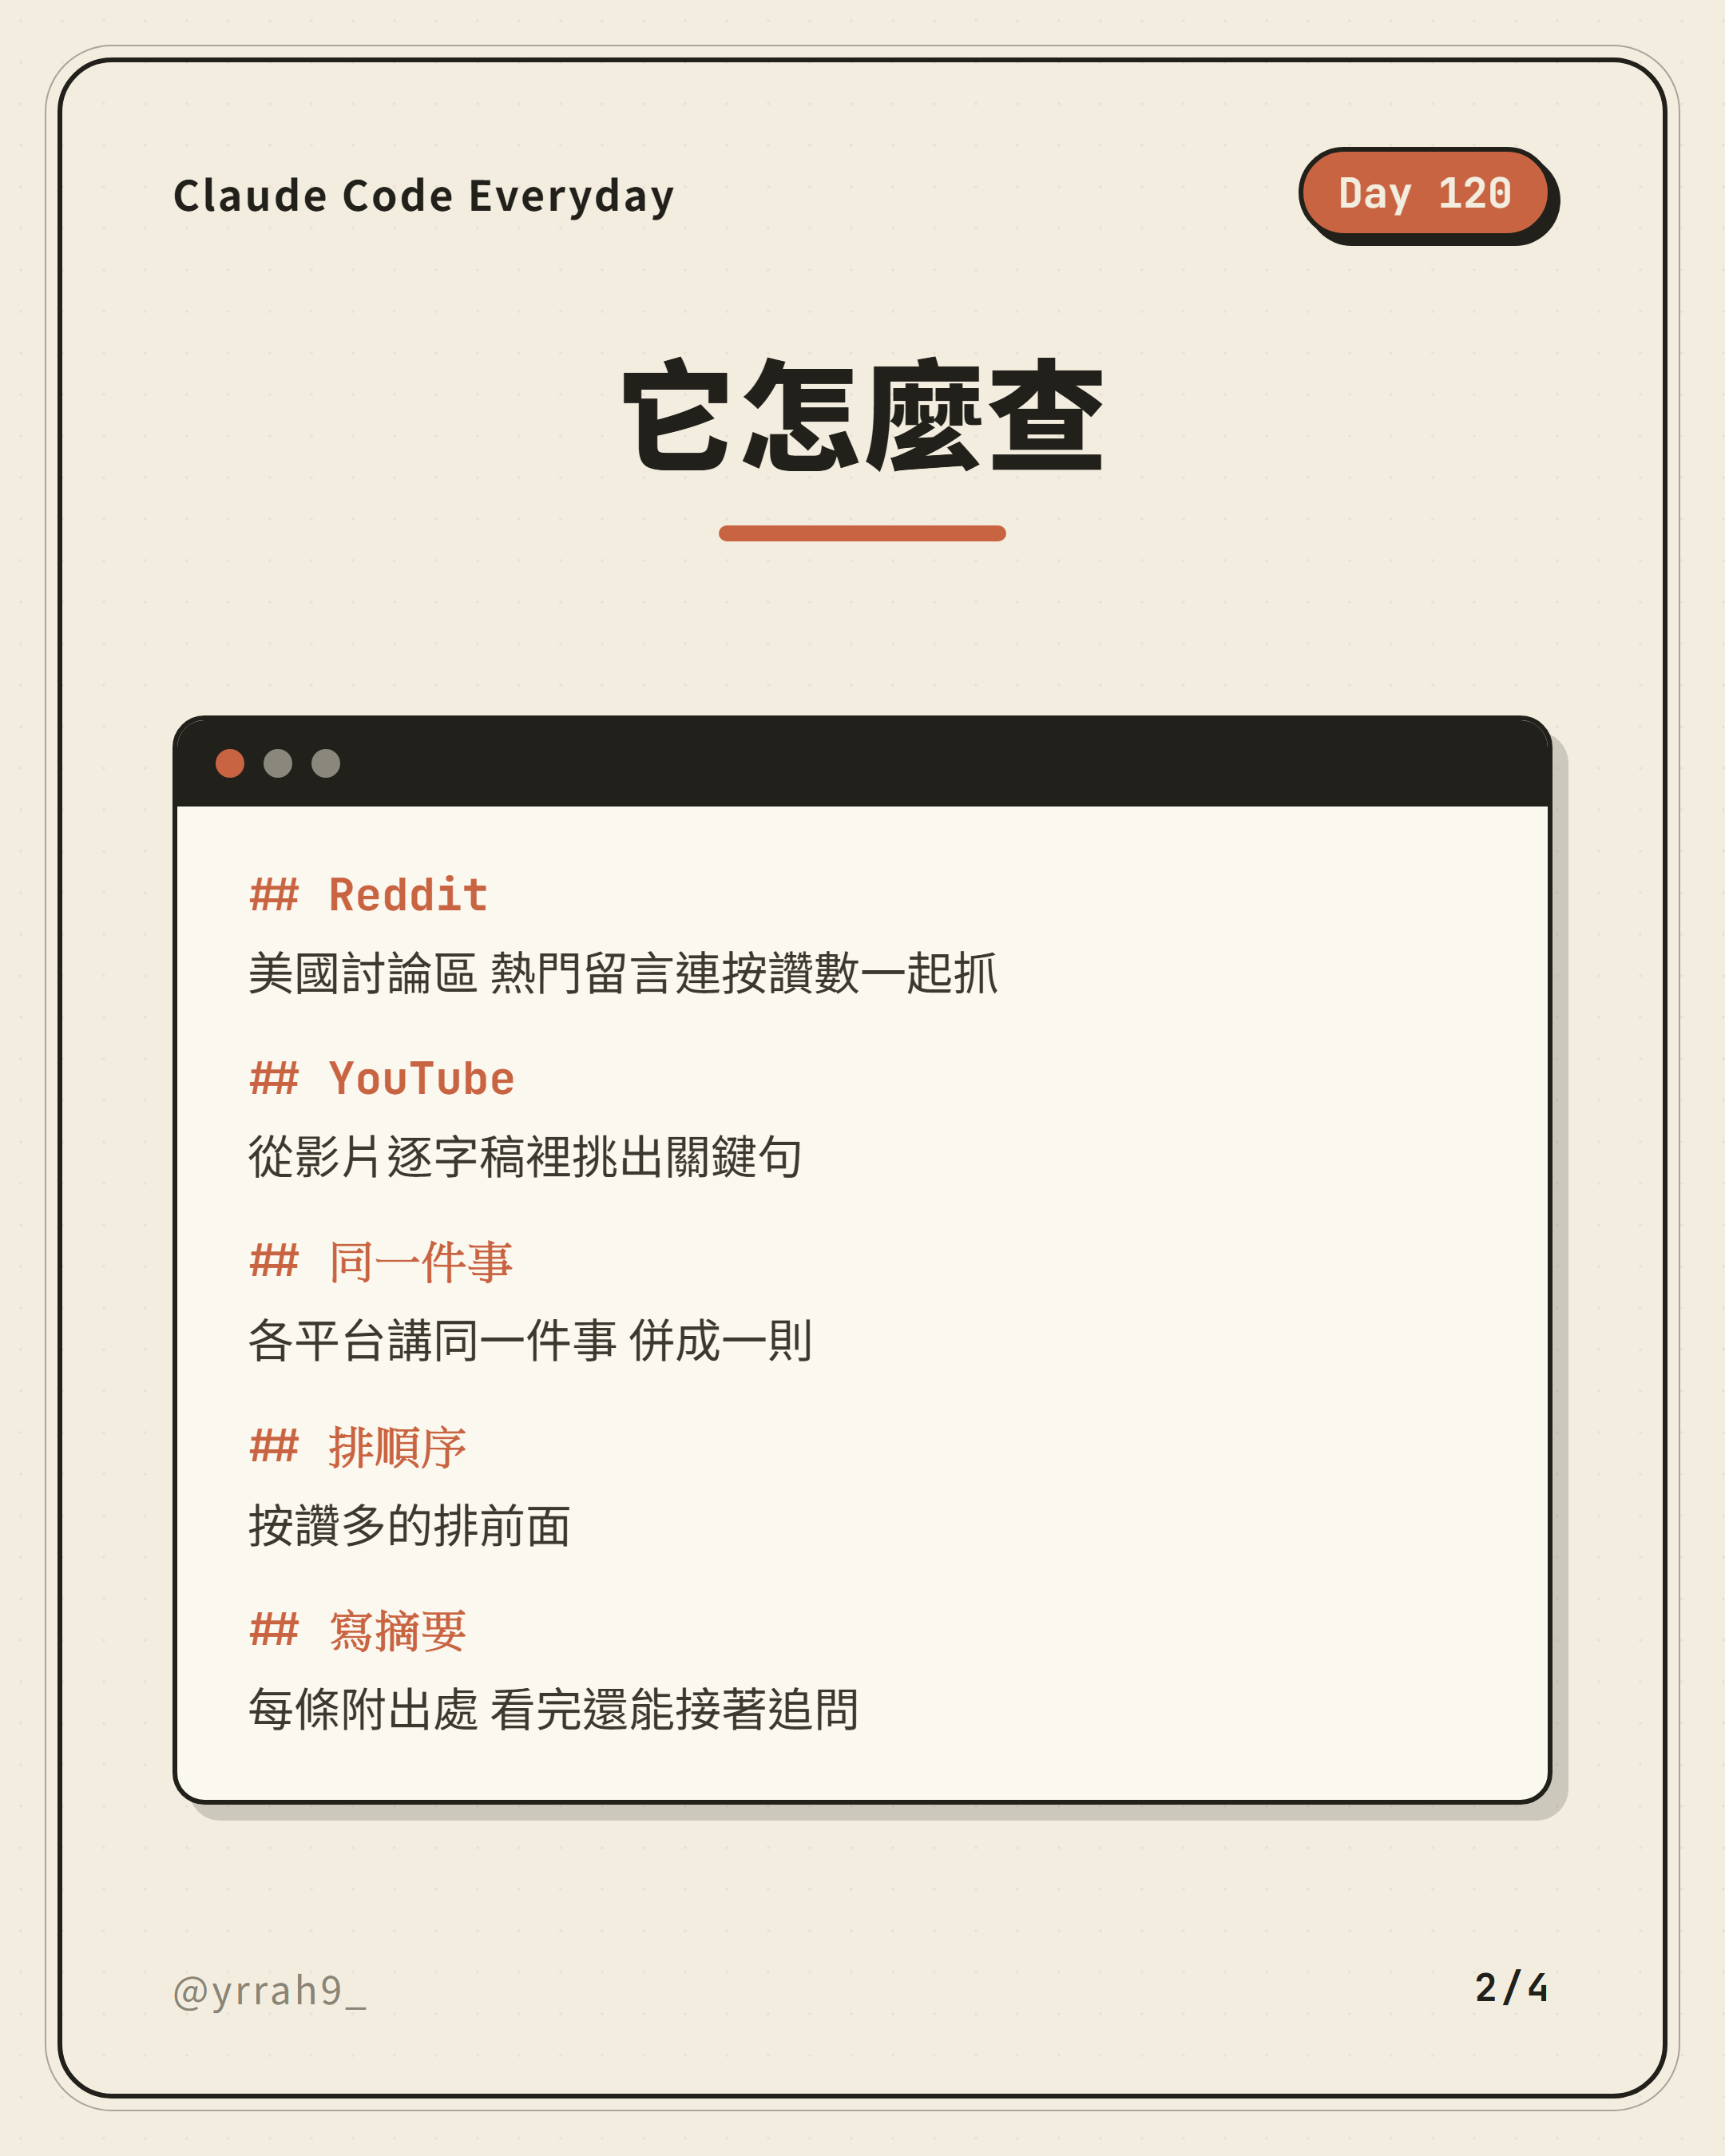 Claude Code Everyday
Day 120
它怎麼查
## Reddit
美國討論區 熱門留言連按讚數一起抓
## YouTube
從影片逐字稿裡挑出關鍵句
## 同一件事
各平台講同一件事 併成一則
## 排順序
按讚多的排前面
## 寫摘要
每條附出處 看完還能接著追問
@yrrah9_
2/4